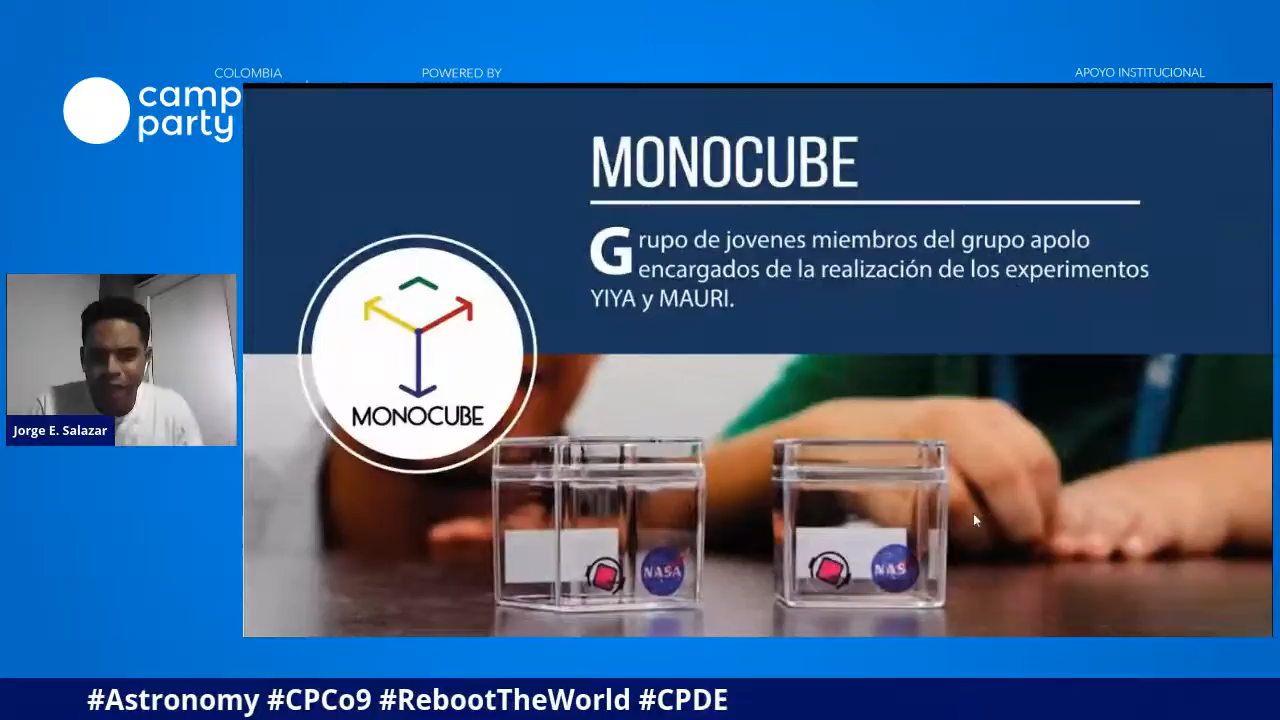 COLOMBIA
POWERED BY
APOYO INSTITUCIONAL
camp
party
MONOCUBE
Grupo de jovenes miembros del grupo apolo
encargados de la realización de los experimentos
YIYA y MAURI.
MONOCUBE
Jorge E. Salazar
NASA
NAS
#Astronomy #CPCo9 #RebootTheWorld #CPDE